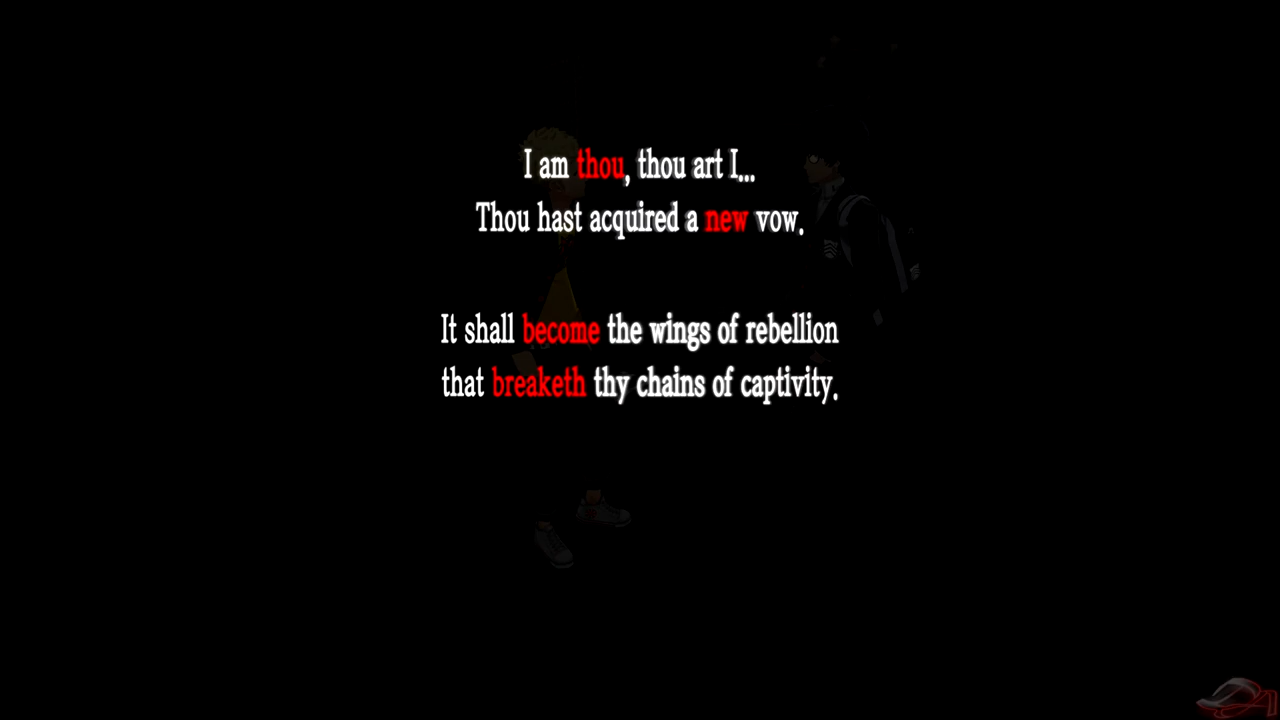 I am thou, thou art I...
Thou hast acquired a new vow.
It shall become the wings of rebellion
that breaketh thy chains of captivity.